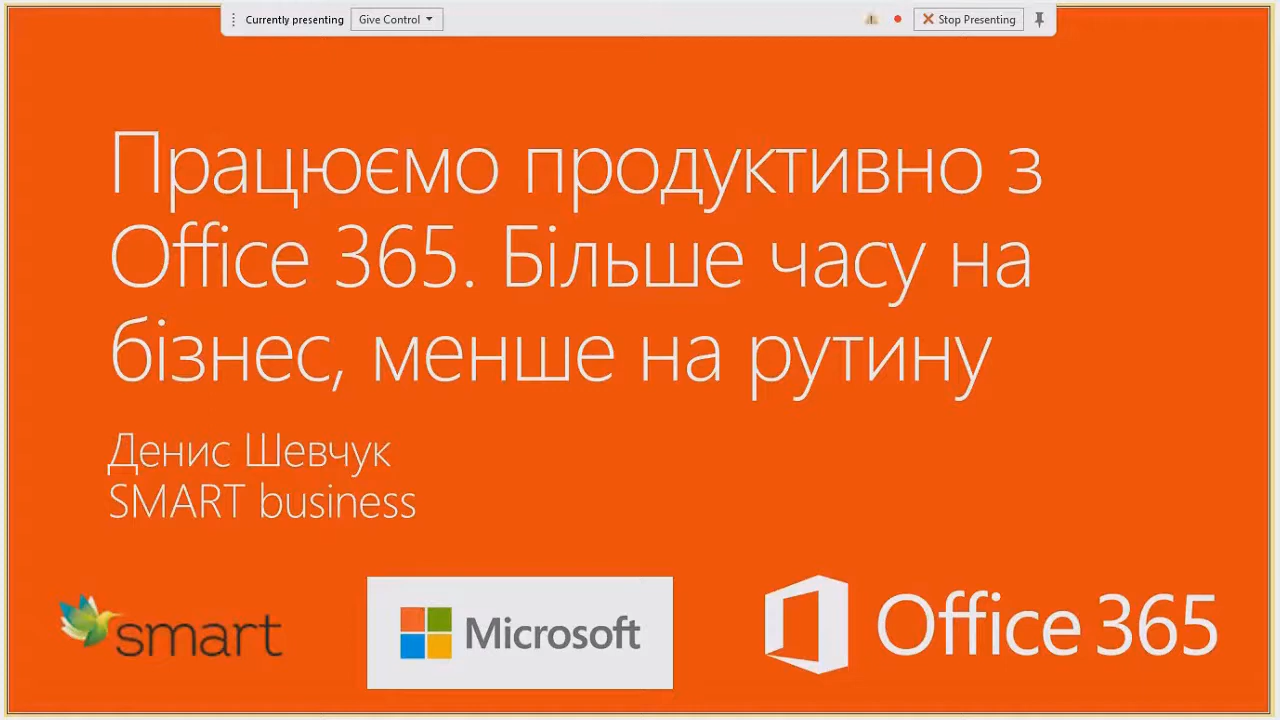 Currently presenting Give Control Stop Presenting
Працюємо продуктивно з
Office 365. Більше часу на
бізнес, менше на рутину
Денис Шевчук
SMART business
smart Microsoft Office 365